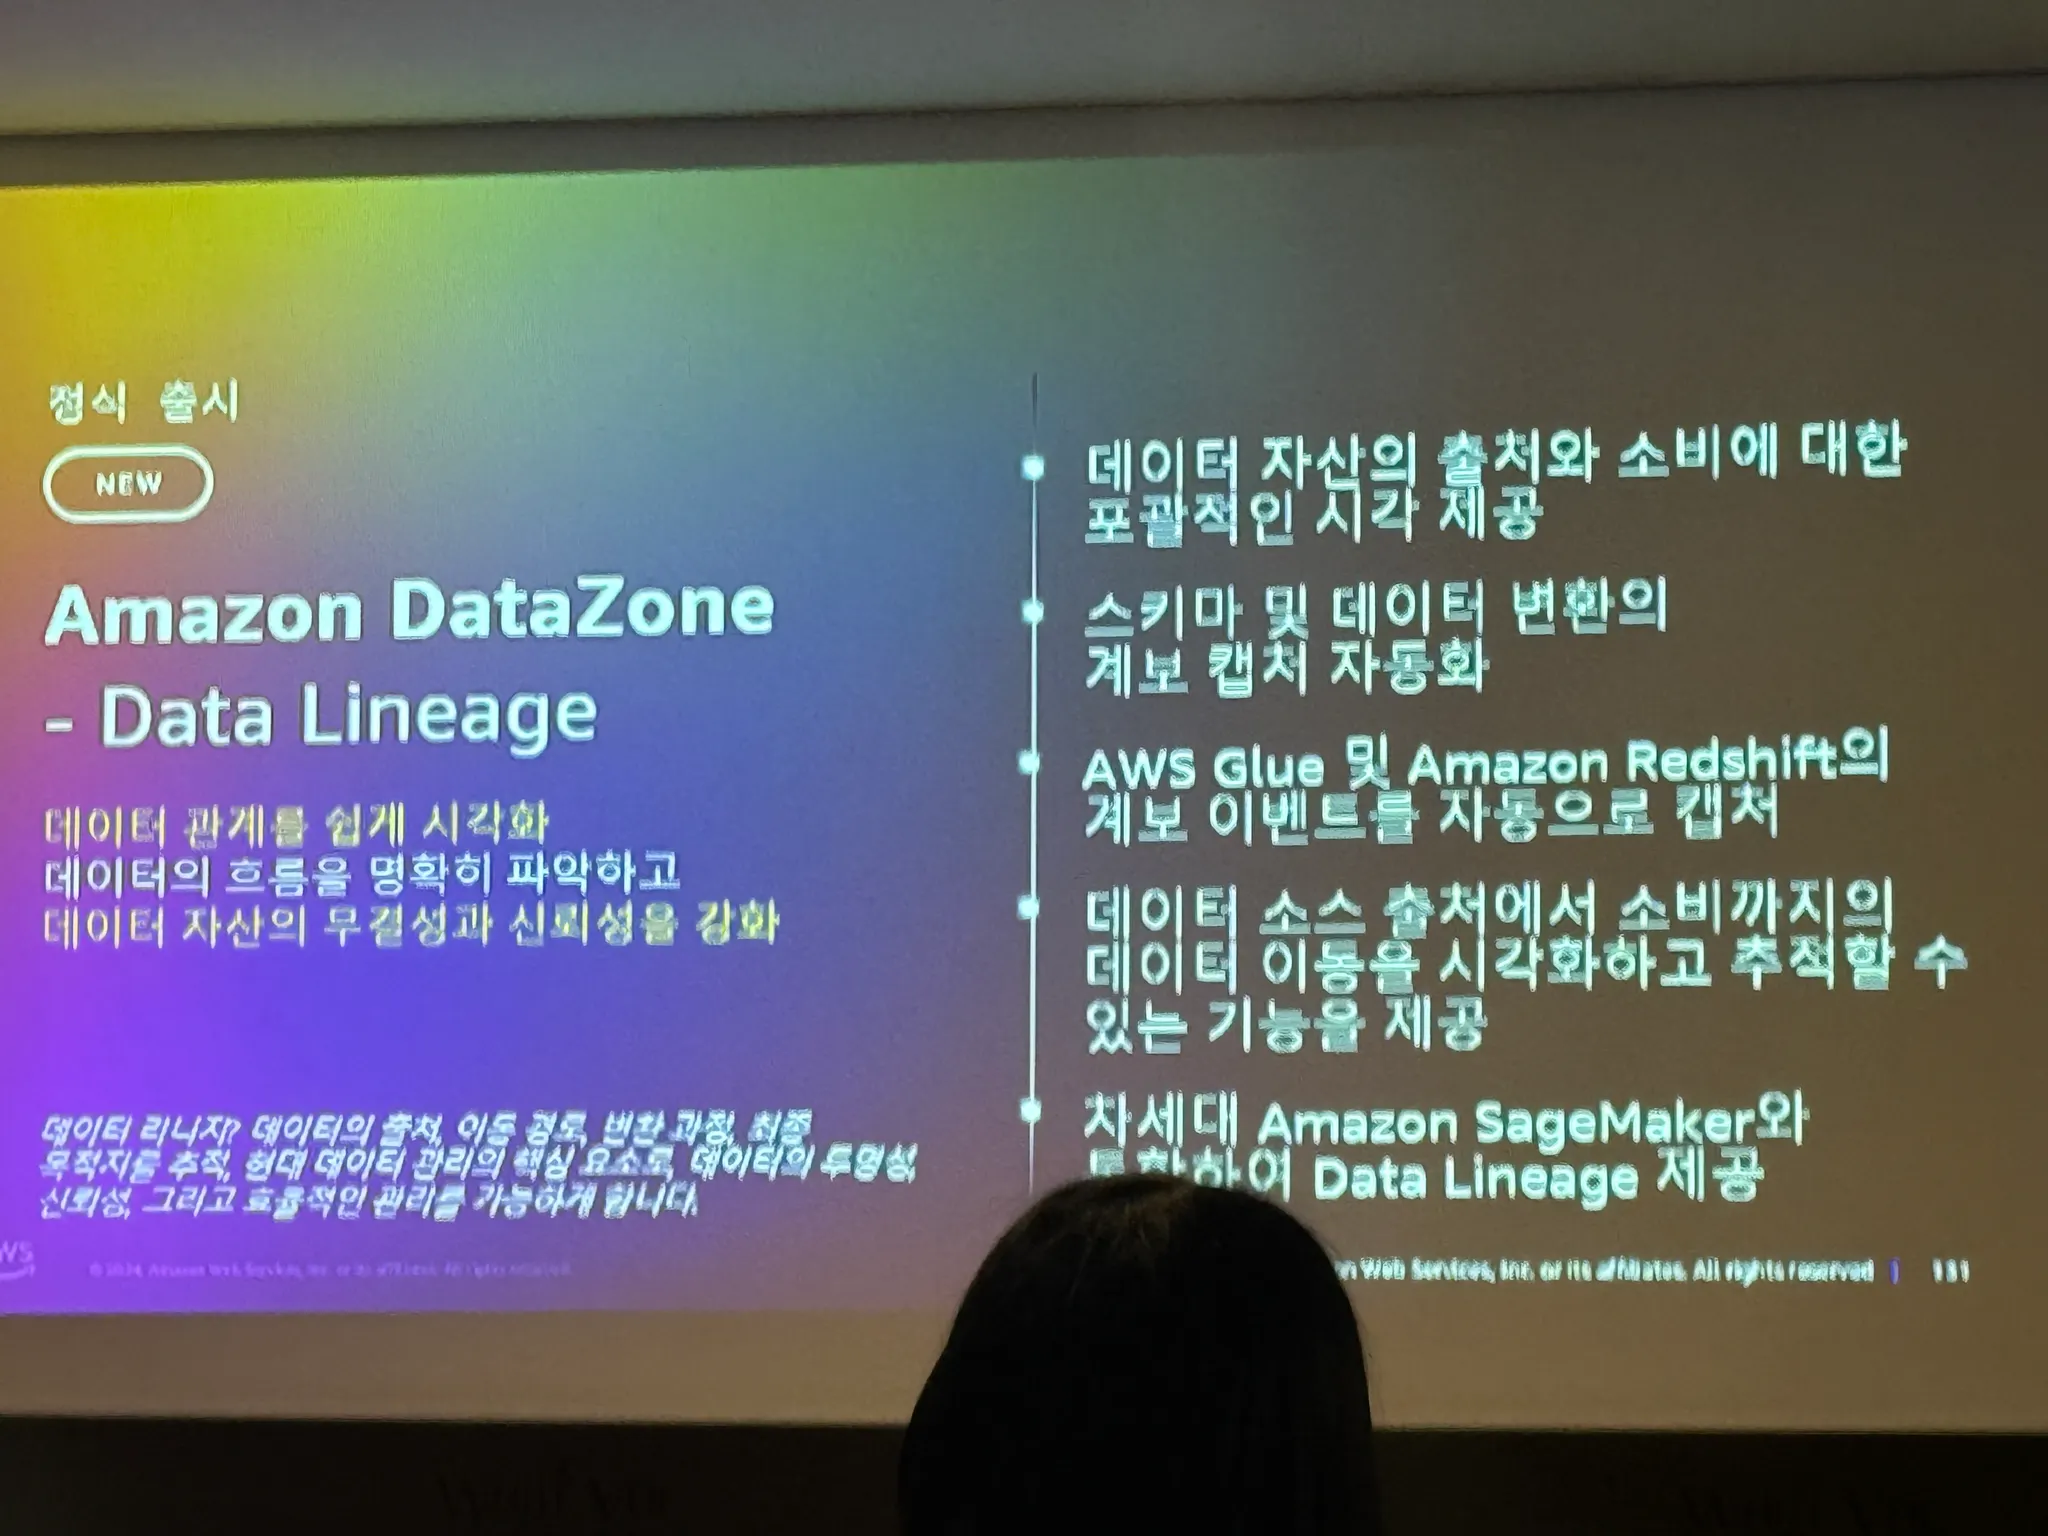 정식 출시
NEW
Amazon DataZone
- Data Lineage
데이터 관계를 쉽게 시각화
데이터의 흐름을 명확히 파악하고
데이터 자산의 무결성과 신뢰성을 강화
데이터 리니지? 데이터의 출처, 이동 경로, 변환 과정, 최종
목적지를 추적, 현대 데이터 관리의 핵심 요소로, 데이터의 투명성
신뢰성, 그리고 효율적인 관리를 가능하게 합니다.
© 2024, Amazon Web Services, Inc. or its affiliates. All rights reserved.
데이터 자산의 출처와 소비에 대한
포괄적인 시각 제공
스키마 및 데이터 변환의
계보 캡처 자동화
AWS Glue 및 Amazon Redshift의
계보 이벤트를 자동으로 캡처
데이터 소스 출처에서 소비까지의
데이터 이동을 시각화하고 추적할 수
있는 기능을 제공
차세대 Amazon SageMaker와
Data Lineage 제공
Web Services, Inc. or its affiliates. All rights reserved